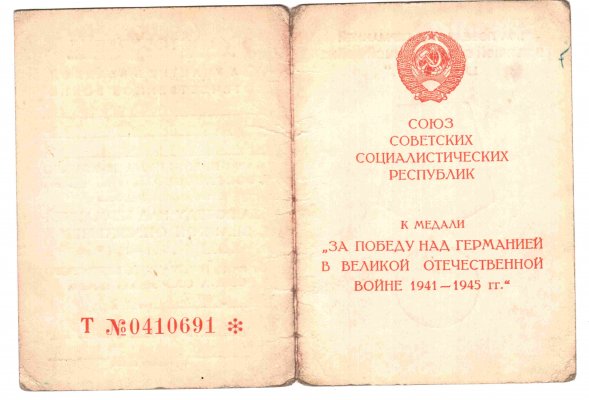 Т №0410691 *
СОЮЗ
СОВЕТСКИХ
СОЦИАЛИСТИЧЕСКИХ
РЕСПУБЛИК
К МЕДАЛИ
„ЗА ПОБЕДУ НАД ГЕРМАНИЕЙ
В ВЕЛИКОЙ ОТЕЧЕСТВЕННОЙ
ВОЙНЕ 1941—1945 гг.“